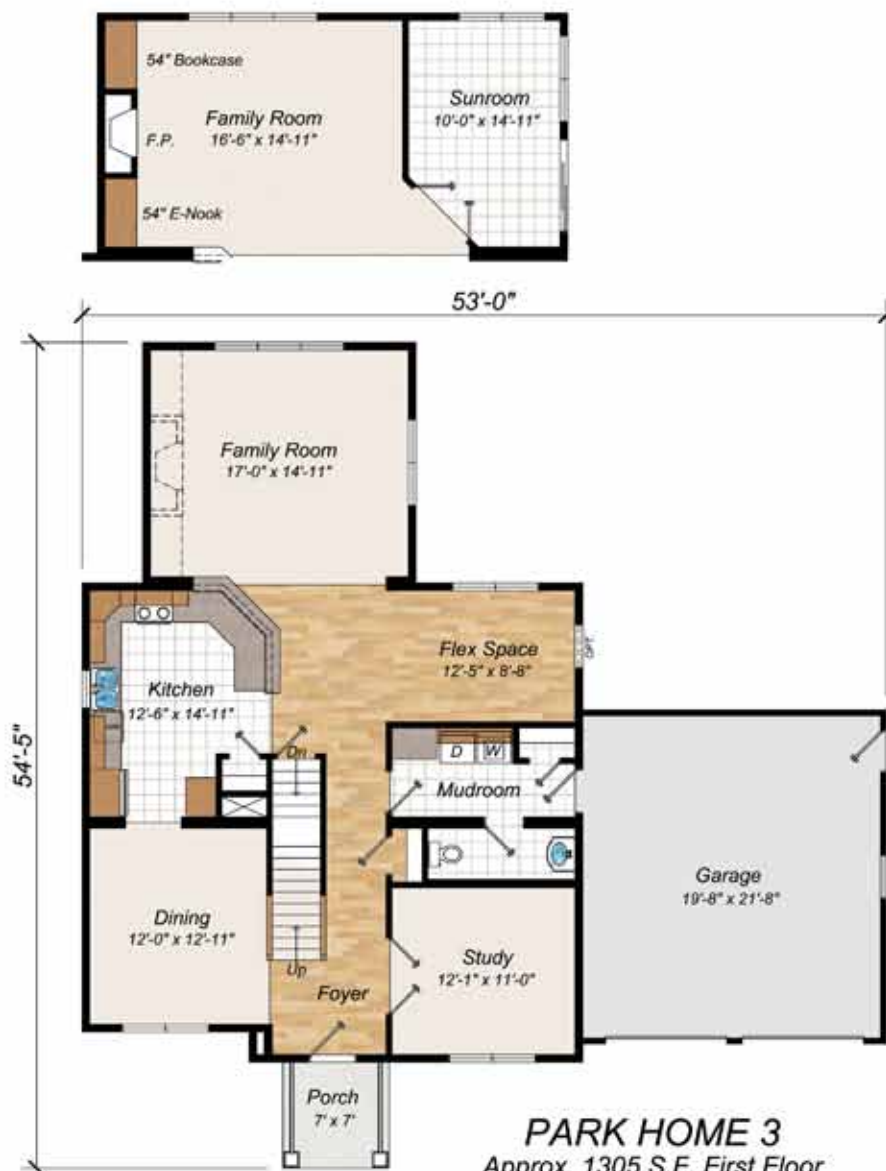 54" Bookcase
Family Room
16'-6" x 14'-11"
F.P.
54" E-Nook
Sunroom
10'-0" x 14'-11"
53'-0"
54'-5"
Family Room
17'-0" x 14'-11"
Flex Space
12'-5" x 8'-8"
OPT.
Kitchen
12'-6" x 14'-11"
Dn
D
W
Mudroom
Garage
19'-8" x 21'-8"
Dining
12'-0" x 12'-11"
Up
Study
12'-1" x 11'-0"
Foyer
Porch
7' x 7'
PARK HOME 3
Approx. 1305 S.F. First Floor